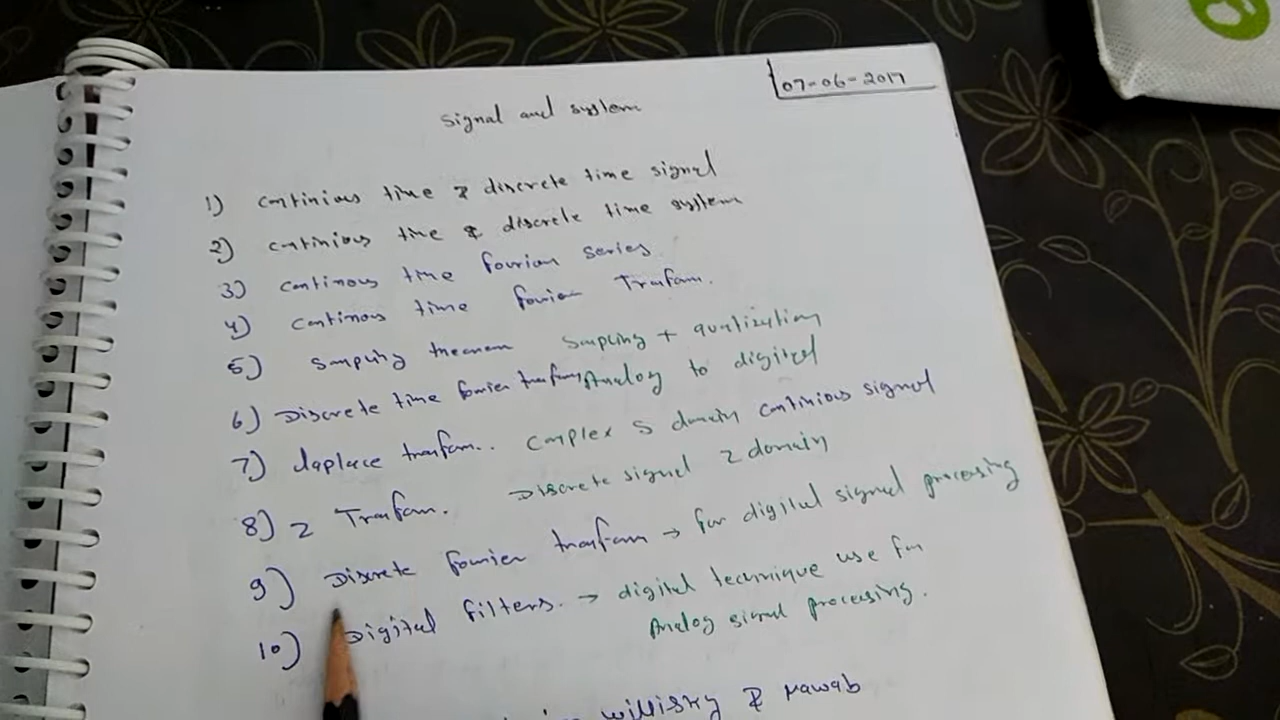 07-06-2017
Signal and system
1) continious time & discrete time signal
2) continious time & discrete time system
3) continous time fourier series.
4) continous time fourier Transform.
5) Sampling theorem Sampling + quatization
6) Discrete time fourier transform Analog to digital
7) Laplace transform.. complex s domain continious signal
8) z Transform. Discrete signal z domain
9) Discrete fourier transform → for digital signal processing
10) Digital filters. → digital technique use for
Analog signal processing.
willisky & nawab